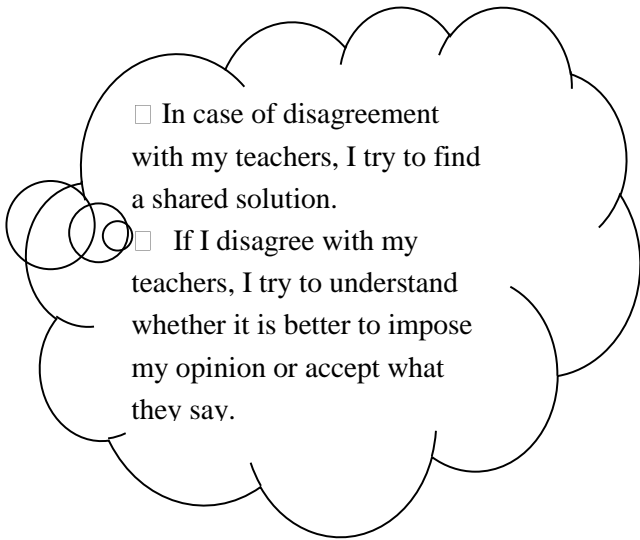 □ In case of disagreement
with my teachers, I try to find
a shared solution.
□ If I disagree with my
teachers, I try to understand
whether it is better to impose
my opinion or accept what
they say.